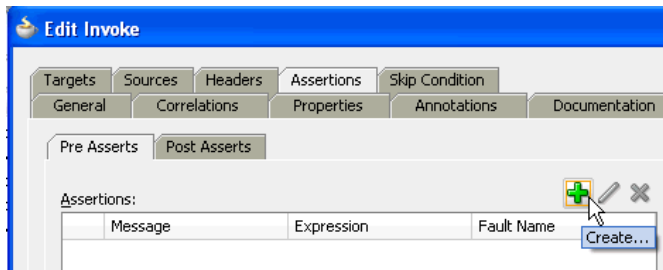 Edit Invoke
Targets Sources Headers Assertions Skip Condition
General Correlations Properties Annotations Documentation
Pre Asserts Post Asserts
Assertions:
Message Expression Fault Name
Create...